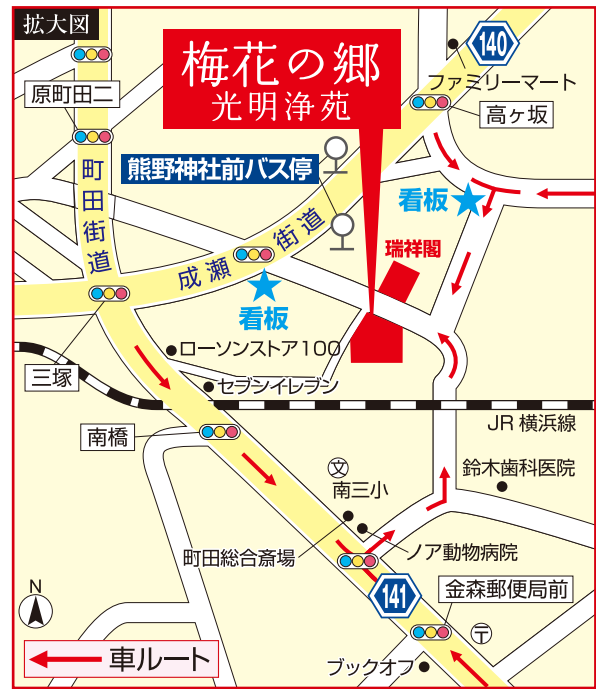 拡大図
140
梅花の郷
光明浄苑
ファミリーマート
原町田二
高ヶ坂
町田街道
熊野神社前バス停
看板
成瀬街道
瑞祥閣
看板
ローソンストア100
三塚
セブンイレブン
JR横浜線
南橋
文
南三小
鈴木歯科医院
町田総合斎場
ノア動物病院
141
金森郵便局前
N
〒
車ルート
ブックオフ